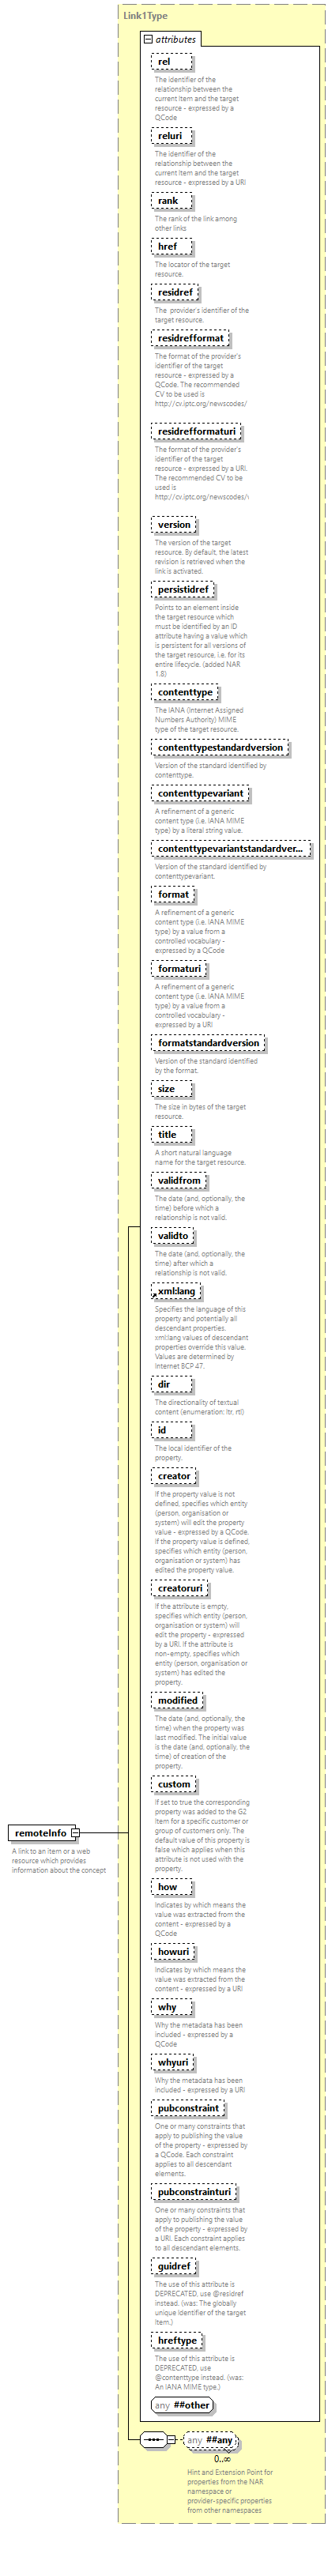 Link1Type
attributes
rel
The identifier of the
relationship between the
current Item and the target
resource - expressed by a
QCode
reluri
The identifier of the
relationship between the
current Item and the target
resource - expressed by a URI
rank
The rank of the link among
other links
href
The locator of the target
resource.
residref
The  provider's identifier of the
target resource.
residrefformat
The format of the provider's
identifier of the target
resource - expressed by a
QCode. The recommended
CV to be used is
http://cv.iptc.org/newscodes/
residrefformaturi
The format of the provider's
identifier of the target
resource - expressed by a URI.
The recommended CV to be
used is
http://cv.iptc.org/newscodes/
version
The version of the target
resource. By default, the latest
revision is retrieved when the
link is activated.
persistidref
Points to an element inside
the target resource which
must be identified by an ID
attribute having a value which
is persistent for all versions of
the target resource, i.e. for its
entire lifecycle. (added NAR
1.8)
contenttype
The IANA (Internet Assigned
Numbers Authority) MIME
type of the target resource.
contenttypestandardversion
Version of the standard identified by
contenttype.
contenttypevariant
A refinement of a generic
content type (i.e. IANA MIME
type) by a literal string value.
contenttypevariantstandardver...
Version of the standard identified by
contenttypevariant.
format
A refinement of a generic
content type (i.e. IANA MIME
type) by a value from a
controlled vocabulary -
expressed by a QCode
formaturi
A refinement of a generic
content type (i.e. IANA MIME
type) by a value from a
controlled vocabulary -
expressed by a URI
formatstandardversion
Version of the standard identified
by the format.
size
The size in bytes of the target
resource.
title
A short natural language
name for the target resource.
validfrom
The date (and, optionally, the
time) before which a
relationship is not valid.
validto
The date (and, optionally, the
time) after which a
relationship is not valid.
xml:lang
Specifies the language of this
property and potentially all
descendant properties.
xml:lang values of descendant
properties override this value.
Values are determined by
Internet BCP 47.
dir
The directionality of textual
content (enumeration: ltr, rtl)
id
The local identifier of the
property.
creator
If the property value is not
defined, specifies which entity
(person, organisation or
system) will edit the property
value - expressed by a QCode.
If the property value is defined,
specifies which entity (person,
organisation or system) has
edited the property value.
creatoruri
If the attribute is empty,
specifies which entity (person,
organisation or system) will
edit the property - expressed
by a URI. If the attribute is
non-empty, specifies which
entity (person, organisation or
system) has edited the
property.
modified
The date (and, optionally, the
time) when the property was
last modified. The initial value
is the date (and, optionally, the
time) of creation of the
property.
custom
If set to true the corresponding
property was added to the G2
Item for a specific customer or
group of customers only. The
default value of this property is
false which applies when this
attribute is not used with the
property.
remoteInfo
A link to an item or a web
resource which provides
information about the concept
how
Indicates by which means the
value was extracted from the
content - expressed by a
QCode
howuri
Indicates by which means the
value was extracted from the
content - expressed by a URI
why
Why the metadata has been
included - expressed by a
QCode
whyuri
Why the metadata has been
included - expressed by a URI
pubconstraint
One or many constraints that
apply to publishing the value
of the property - expressed by
a QCode. Each constraint
applies to all descendant
elements.
pubconstrainturi
One or many constraints that
apply to publishing the value
of the property - expressed by
a URI. Each constraint applies
to all descendant elements.
guidref
The use of this attribute is
DEPRECATED, use @residref
instead. (was: The globally
unique Identifier of the target
Item.)
hreftype
The use of this attribute is
DEPRECATED, use
@contenttype instead. (was:
An IANA MIME type.)
any ##other
any ##any
0..∞
Hint and Extension Point for
properties from the NAR
namespace or
provider-specific properties
from other namespaces